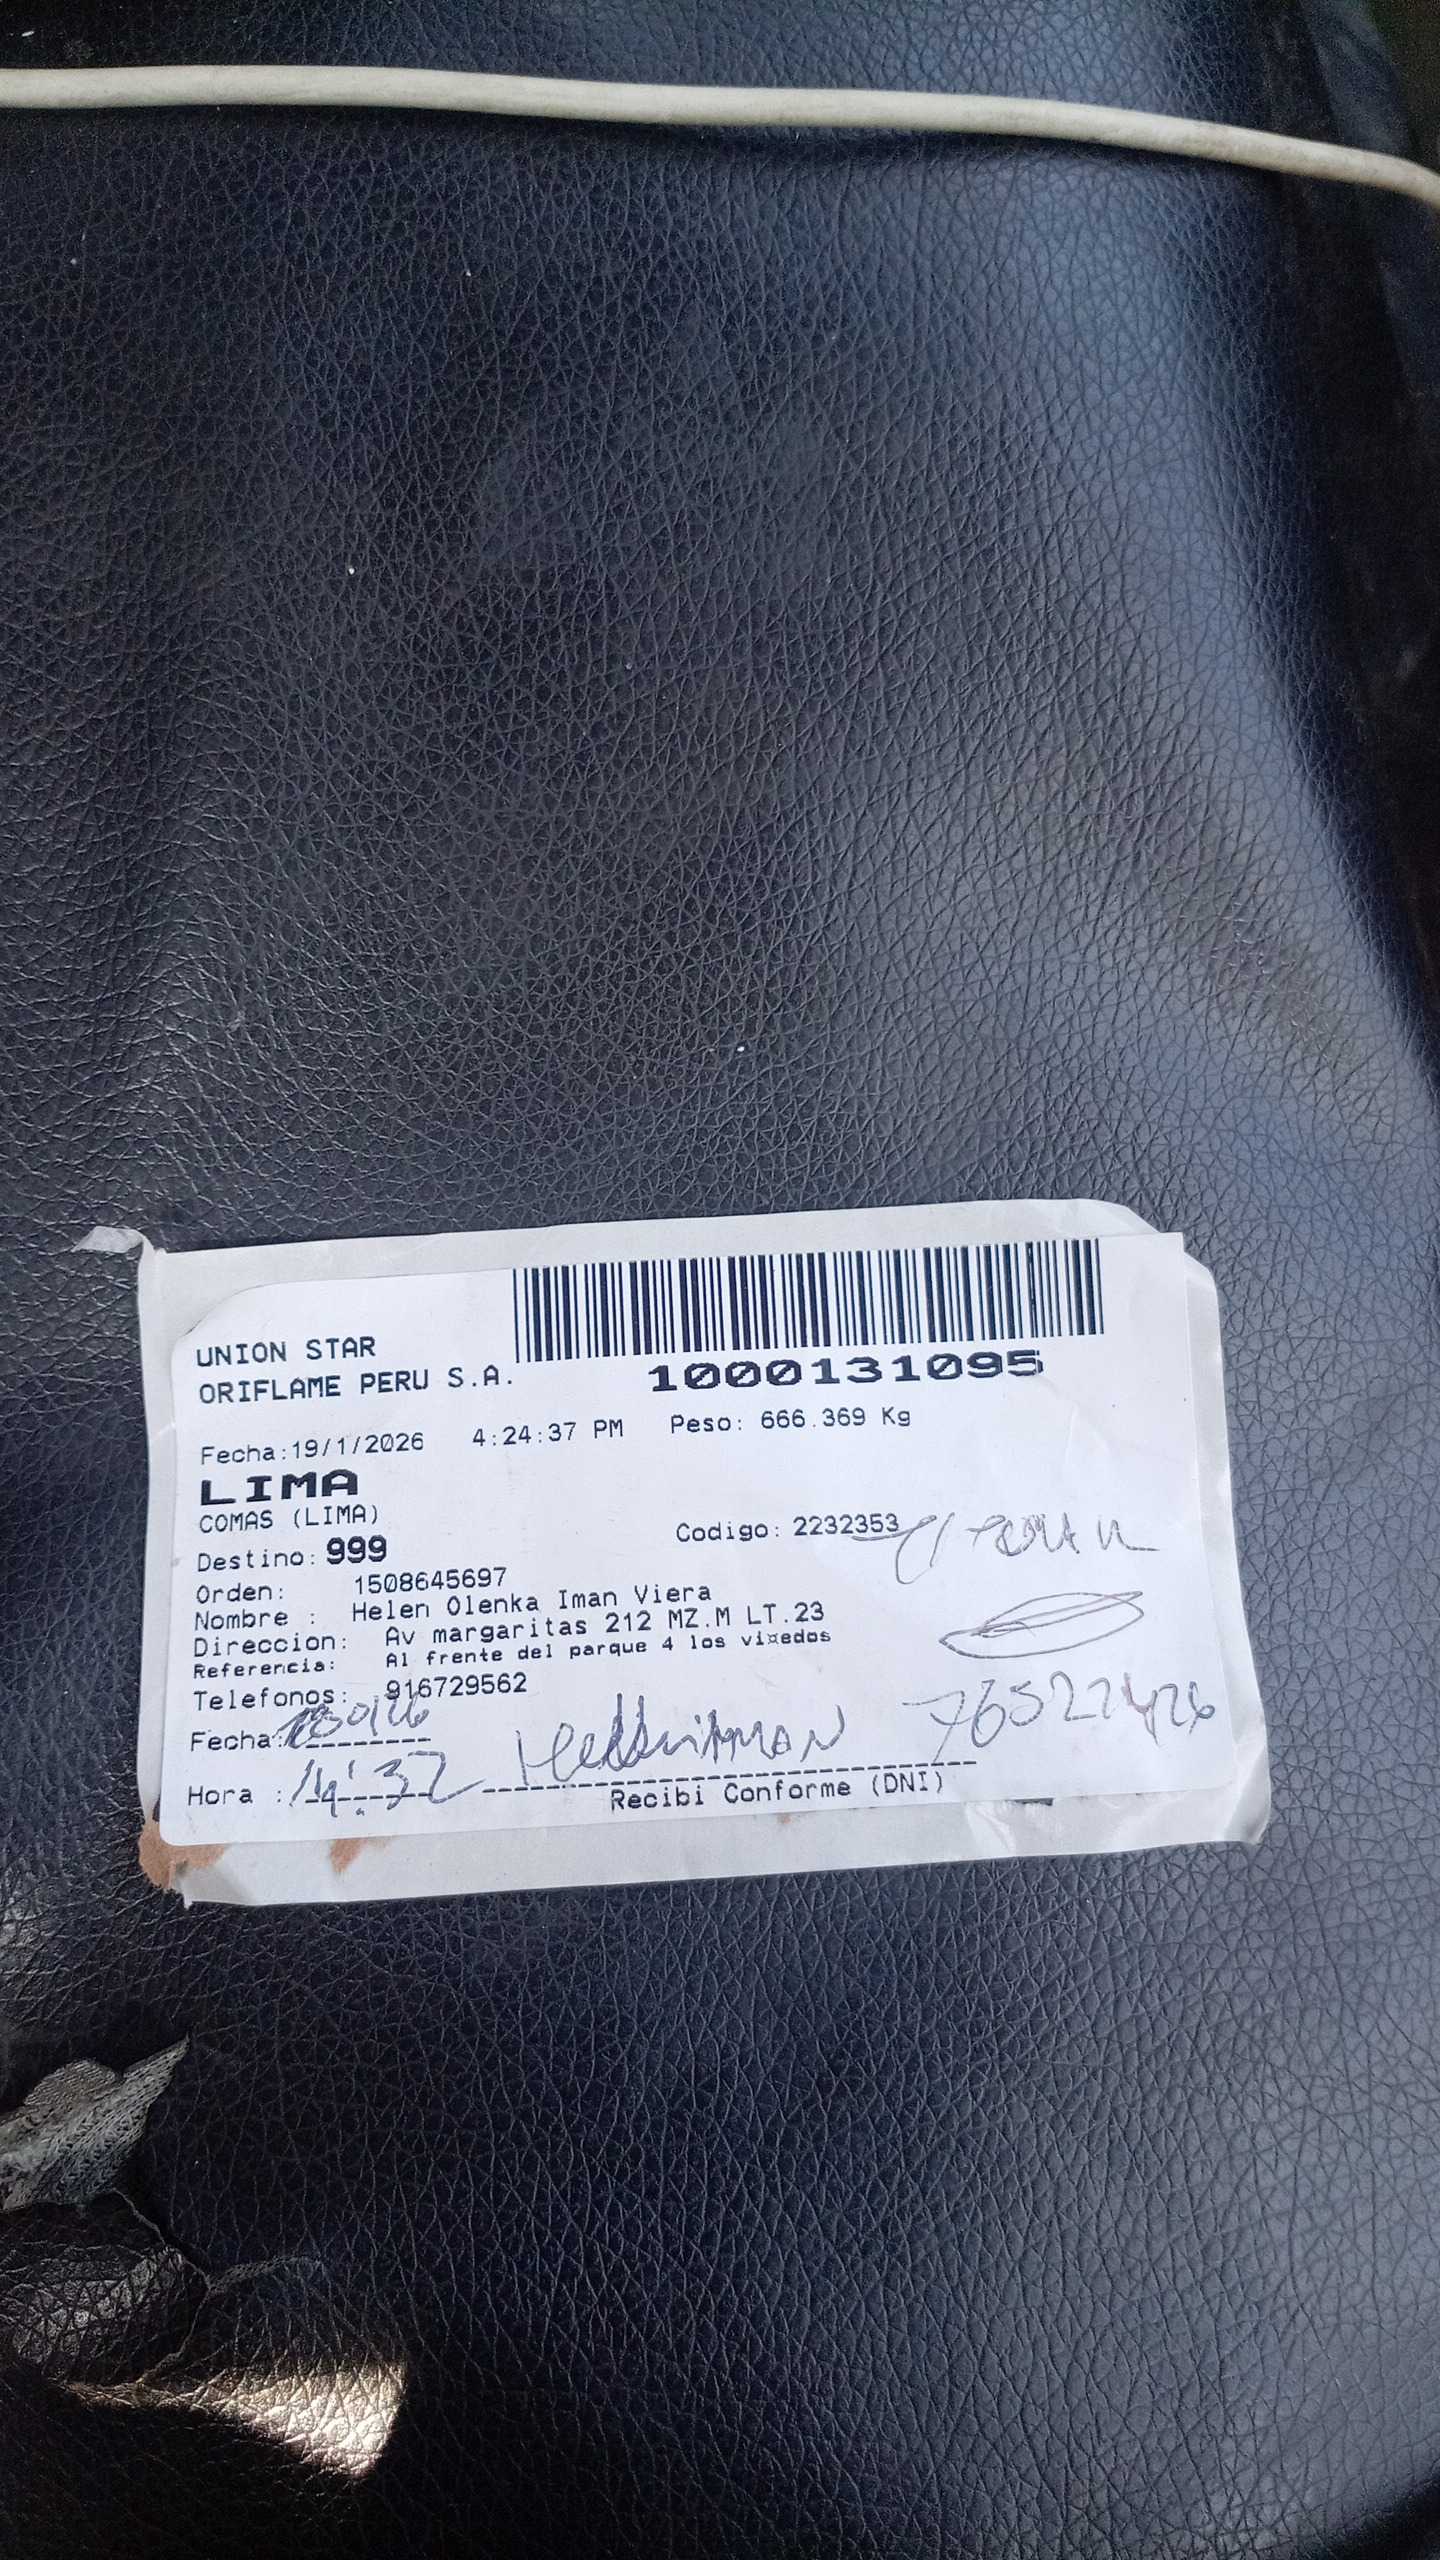 UNION STAR
ORIFLAME PERU S.A.
1000131095
Fecha:19/1/2026 4:24:37 PM Peso: 666.369 Kg
LIMA
COMAS (LIMA)
Destino: 999 Codigo: 2232353
Orden: 1508645697
Nombre : Helen Olenka Iman Viera
Direccion: Av margaritas 212 MZ.M LT.23
Referencia: Al frente del parque 4 los vi¤edos
Telefonos: 916729562
Fecha:
Hora : 14:32
Recibi Conforme (DNI)